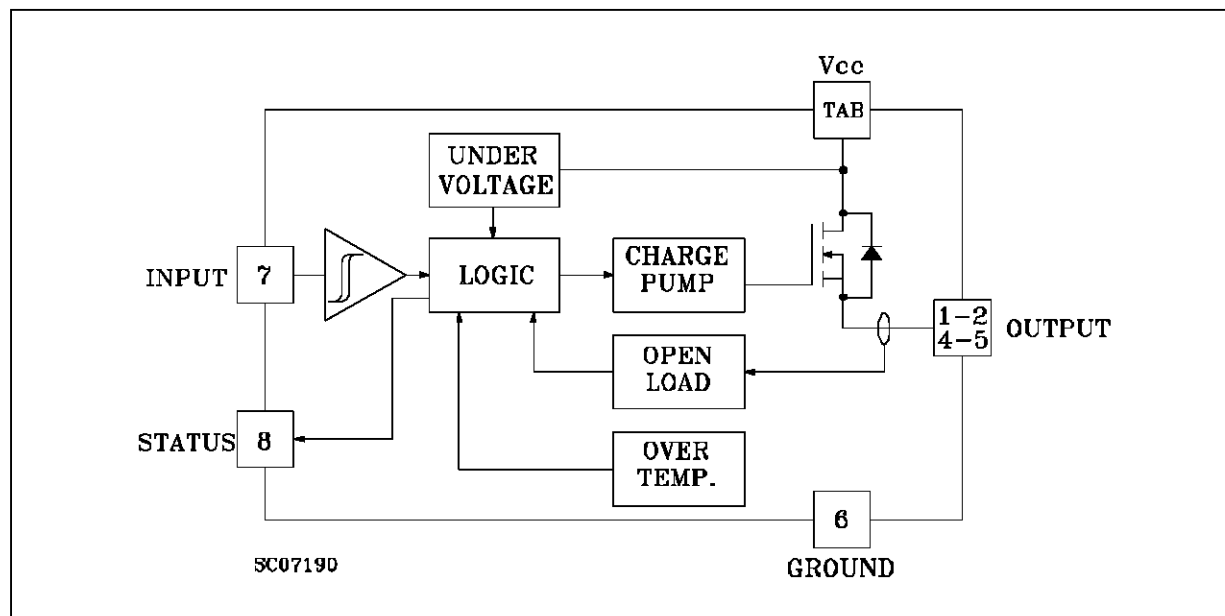 Vcc
TAB
UNDER
VOLTAGE
INPUT
7
LOGIC
CHARGE
PUMP
1-2
4-5
OUTPUT
OPEN
LOAD
STATUS
8
OVER
TEMP.
6
GROUND
SC07190